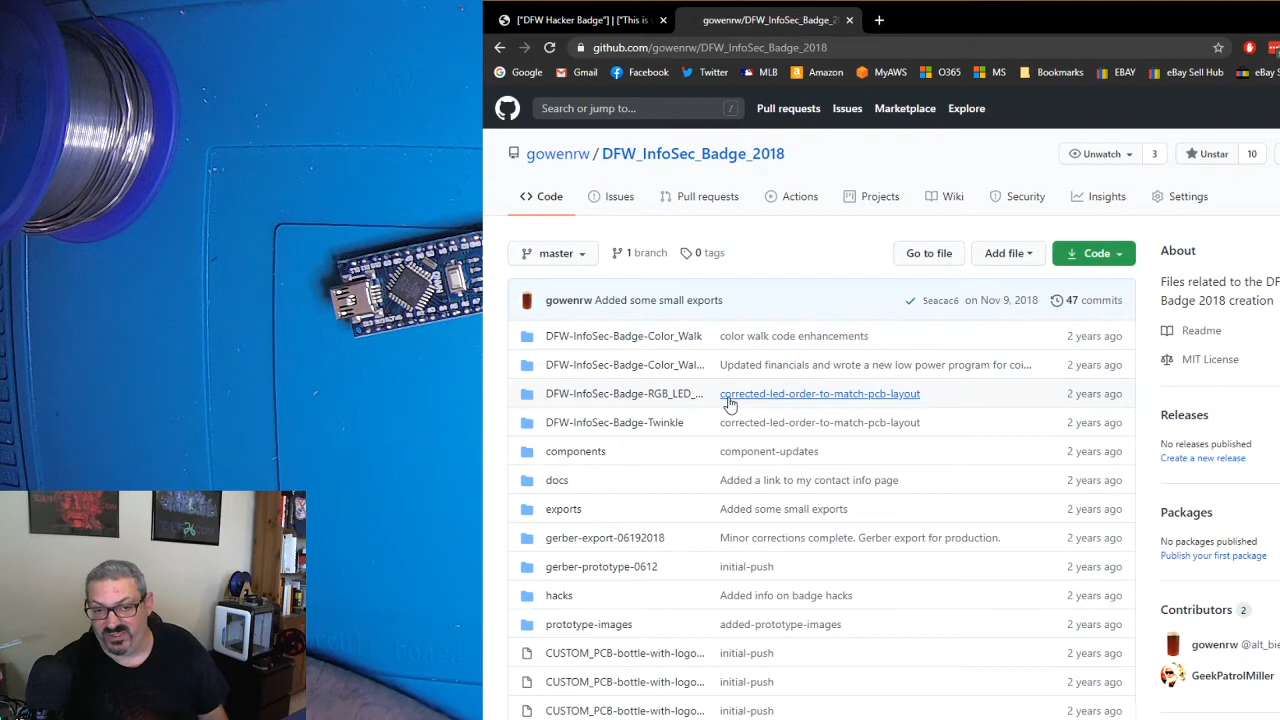 ["DFW Hacker Badge"] | ["This is
gowenrw/DFW_InfoSec_Badge_2
github.com/gowenrw/DFW_InfoSec_Badge_2018
Google Gmail Facebook Twitter MLB Amazon MyAWS O365 MS Bookmarks EBAY eBay Sell Hub eBay S
Search or jump to... / Pull requests Issues Marketplace Explore
gowenrw / DFW_InfoSec_Badge_2018 Unwatch 3 Unstar 10
Code Issues Pull requests Actions Projects Wiki Security Insights Settings
master 1 branch 0 tags Go to file Add file Code
About
Files related to the DF
Badge 2018 creation
Readme
MIT License
gowenrw Added some small exports 5eacac6 on Nov 9, 2018 47 commits
DFW-InfoSec-Badge-Color_Walk color walk code enhancements 2 years ago
DFW-InfoSec-Badge-Color_Wal... Updated financials and wrote a new low power program for coi... 2 years ago
DFW-InfoSec-Badge-RGB_LED_... corrected-led-order-to-match-pcb-layout 2 years ago
DFW-InfoSec-Badge-Twinkle corrected-led-order-to-match-pcb-layout 2 years ago
components component-updates 2 years ago
docs Added a link to my contact info page 2 years ago
exports Added some small exports 2 years ago
gerber-export-06192018 Minor corrections complete. Gerber export for production. 2 years ago
gerber-prototype-0612 initial-push 2 years ago
hacks Added info on badge hacks 2 years ago
prototype-images added-prototype-images 2 years ago
CUSTOM_PCB-bottle-with-logo... initial-push 2 years ago
CUSTOM_PCB-bottle-with-logo... initial-push 2 years ago
CUSTOM_PCB-bottle-with-logo... initial-push 2 years ago
Releases
No releases published
Create a new release
Packages
No packages published
Publish your first package
Contributors 2
gowenrw @alt_bie
GeekPatrolMiller